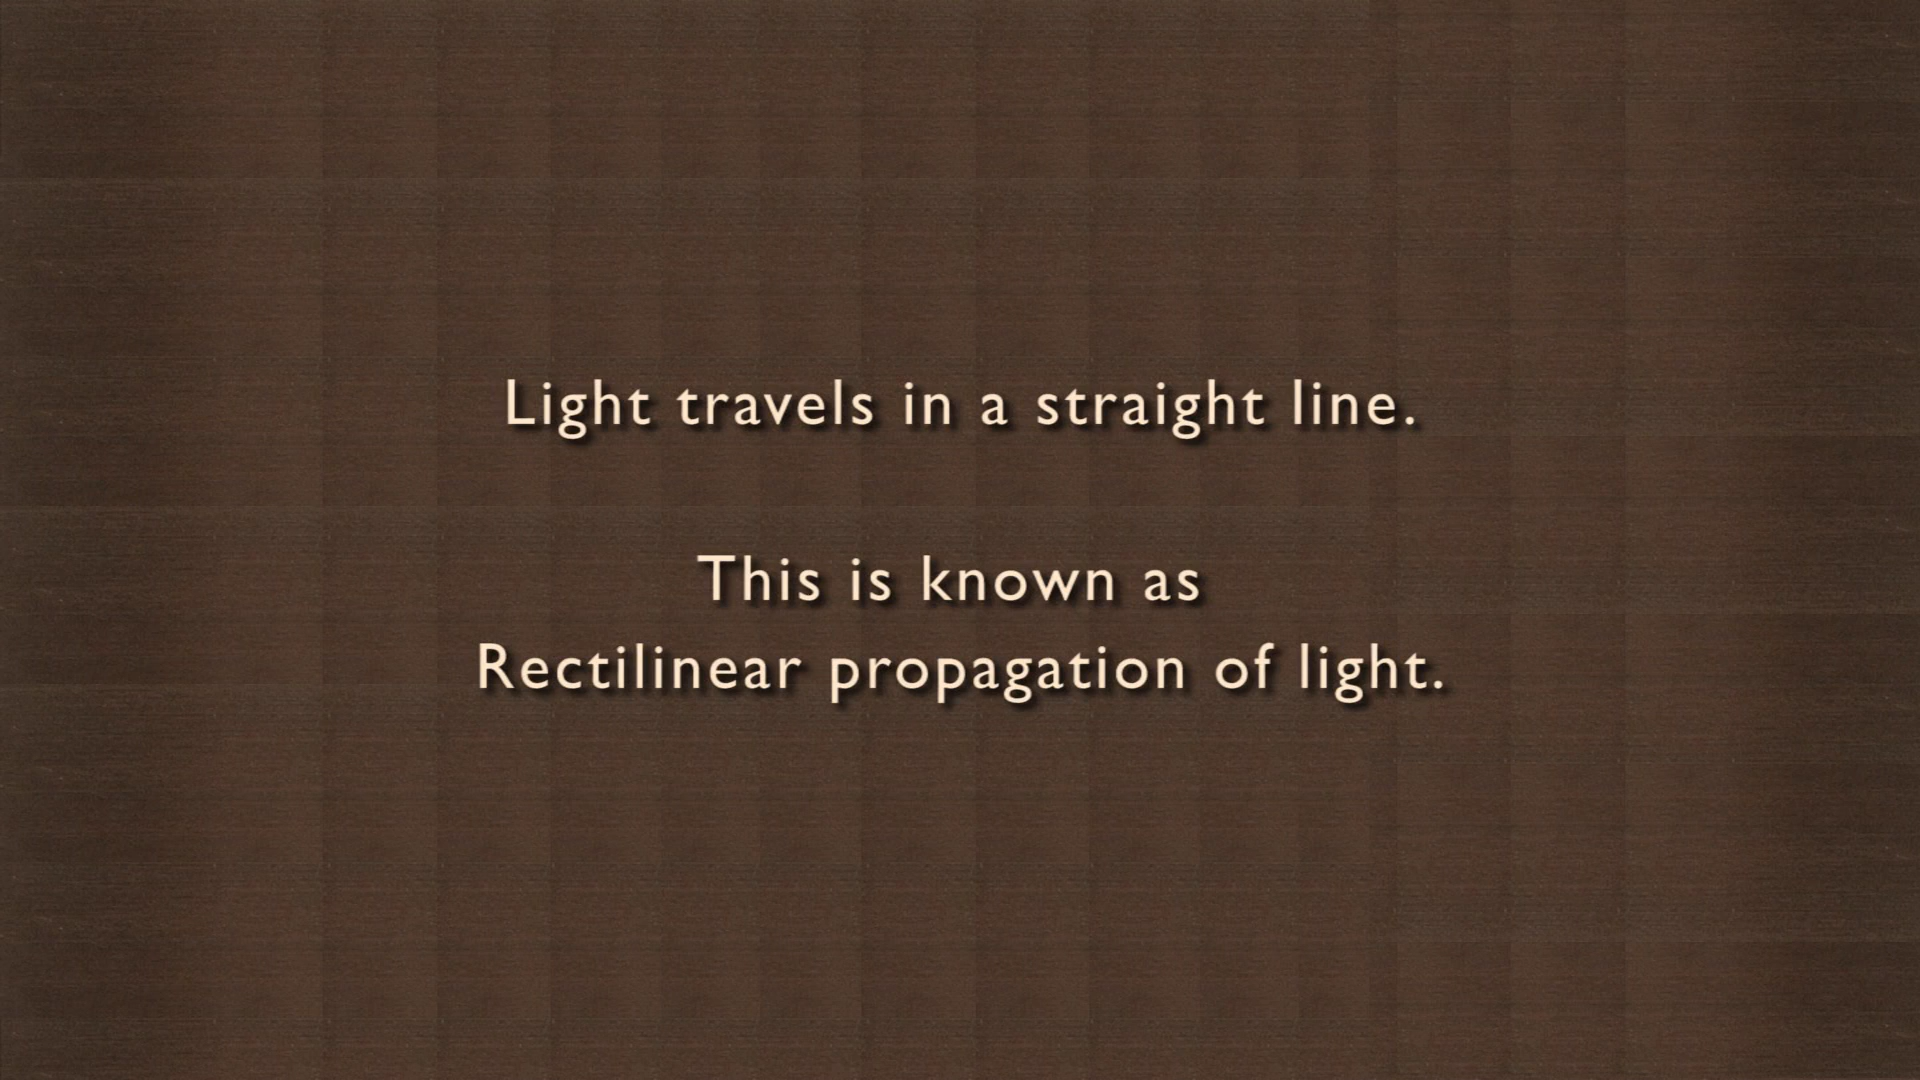 Light travels in a straight line.
This is known as
Rectilinear propagation of light.